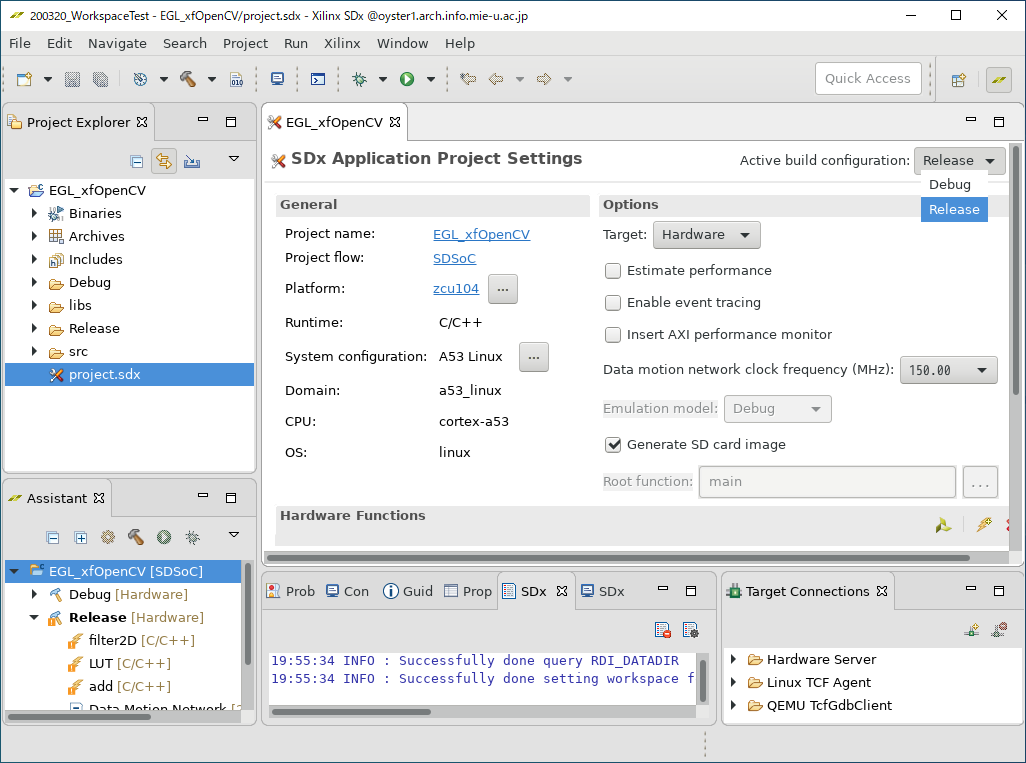 200320_WorkspaceTest - EGL_xfOpenCV/project.sdx - Xilinx SDx @oyster1.arch.info.mie-u.ac.jp
File Edit Navigate Search Project Run Xilinx Window Help
010
Quick Access
Project Explorer
EGL_xfOpenCV
Binaries
Archives
Includes
Debug
libs
Release
src
project.sdx
EGL_xfOpenCV
SDx Application Project Settings
Active build configuration: Release
Debug
Release
General
Project name: EGL_xfOpenCV
Project flow: SDSoC
Platform: zcu104 ...
Runtime: C/C++
System configuration: A53 Linux ...
Domain: a53_linux
CPU: cortex-a53
OS: linux
Options
Target: Hardware
Estimate performance
Enable event tracing
Insert AXI performance monitor
Data motion network clock frequency (MHz): 150.00
Emulation model: Debug
Generate SD card image
Root function: main ...
Hardware Functions
Assistant
EGL_xfOpenCV [SDSoC]
Debug [Hardware]
Release [Hardware]
filter2D [C/C++]
LUT [C/C++]
add [C/C++]
Data Motion Network
Prob Con Guid Prop SDx SDx
19:55:34 INFO : Successfully done query RDI_DATADIR
19:55:34 INFO : Successfully done setting workspace f
Target Connections
Hardware Server
Linux TCF Agent
QEMU TcfGdbClient